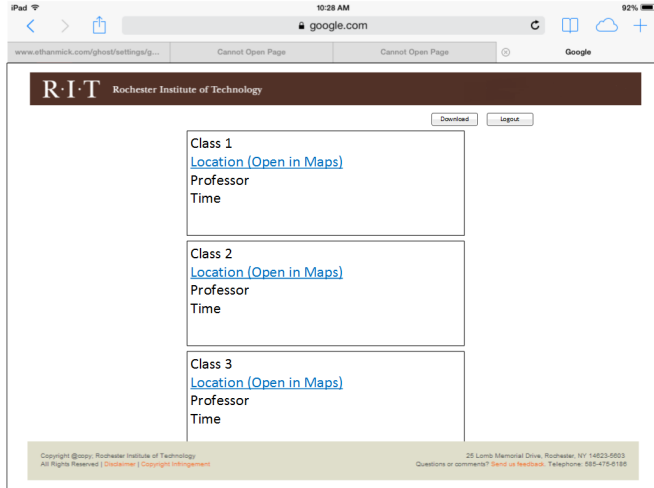 iPad 10:28 AM 92%
google.com
www.ethanmick.com/ghost/settings/g... Cannot Open Page Cannot Open Page Google
R·I·T Rochester Institute of Technology
Download Logout
Class 1
Location (Open in Maps)
Professor
Time
Class 2
Location (Open in Maps)
Professor
Time
Class 3
Location (Open in Maps)
Professor
Time
Copyright @copy; Rochester Institute of Technology
All Rights Reserved | Disclaimer | Copyright Infringement
25 Lomb Memorial Drive, Rochester, NY 14623-5603
Questions or comments? Send us feedback. Telephone: 585-475-6186